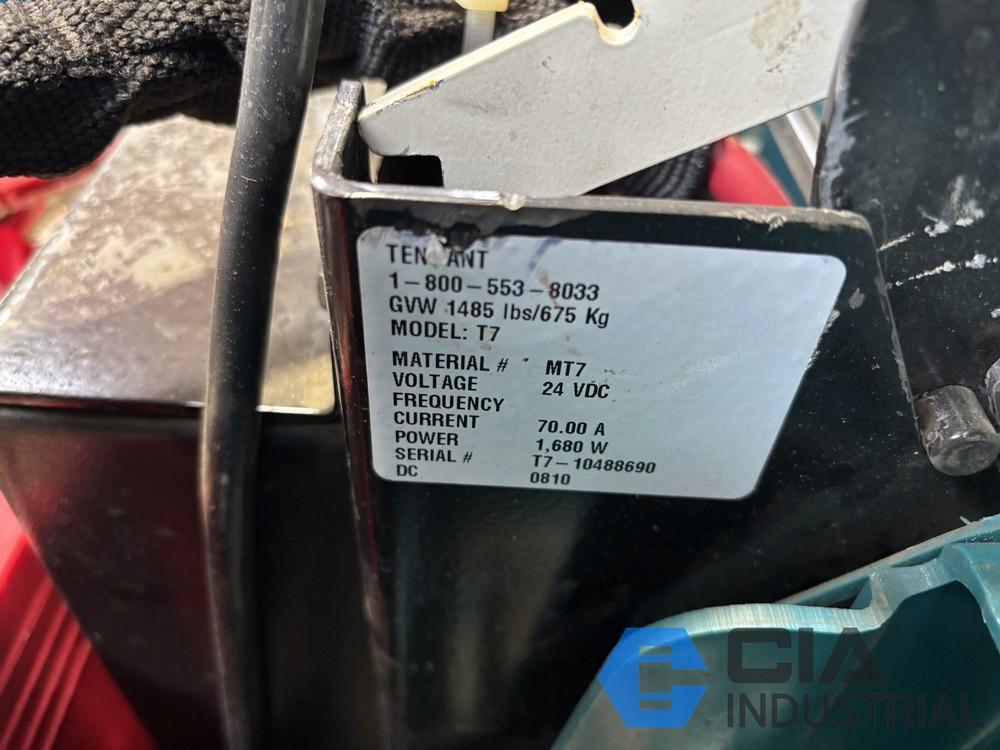 TENNANT
1-800-553-8033
GVW 1485 lbs/675 Kg
MODEL: T7
MATERIAL # MT7
VOLTAGE 24 VDC
FREQUENCY
CURRENT 70.00 A
POWER 1,680 W
SERIAL # T7-10488690
DC 0810
CIA
INDUSTRIAL